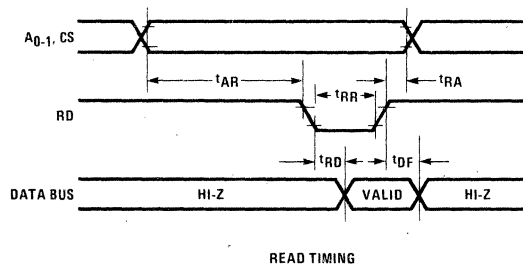 A0-1, CS
tAR
tRR
tRA
RD
tRD
tDF
DATA BUS
HI-Z
VALID
HI-Z
READ TIMING